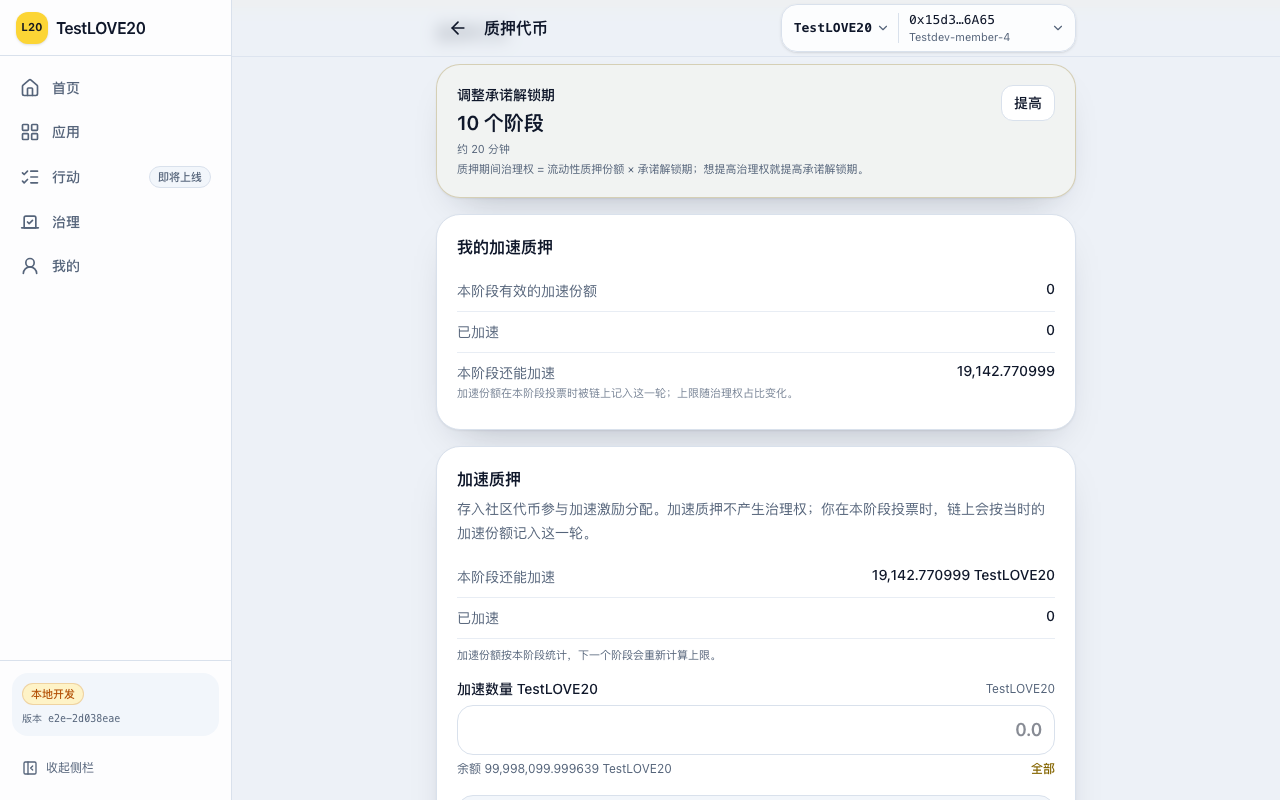 L20 TestLOVE20
首页
应用
行动 即将上线
治理
我的
本地开发
版本 e2e-2d038eae
收起侧栏
质押代币
TestLOVE20
0x15d3…6A65
Testdev-member-4
调整承诺解锁期
10 个阶段
约 20 分钟
质押期间治理权 = 流动性质押份额 × 承诺解锁期；想提高治理权就提高承诺解锁期。
提高
我的加速质押
本阶段有效的加速份额 0
已加速 0
本阶段还能加速 19,142.770999
加速份额在本阶段投票时被链上记入这一轮；上限随治理权占比变化。
加速质押
存入社区代币参与加速激励分配。加速质押不产生治理权；你在本阶段投票时，链上会按当时的
加速份额记入这一轮。
本阶段还能加速 19,142.770999 TestLOVE20
已加速 0
加速份额按本阶段统计，下一个阶段会重新计算上限。
加速数量 TestLOVE20 TestLOVE20
0.0
余额 99,998,099.999639 TestLOVE20 全部